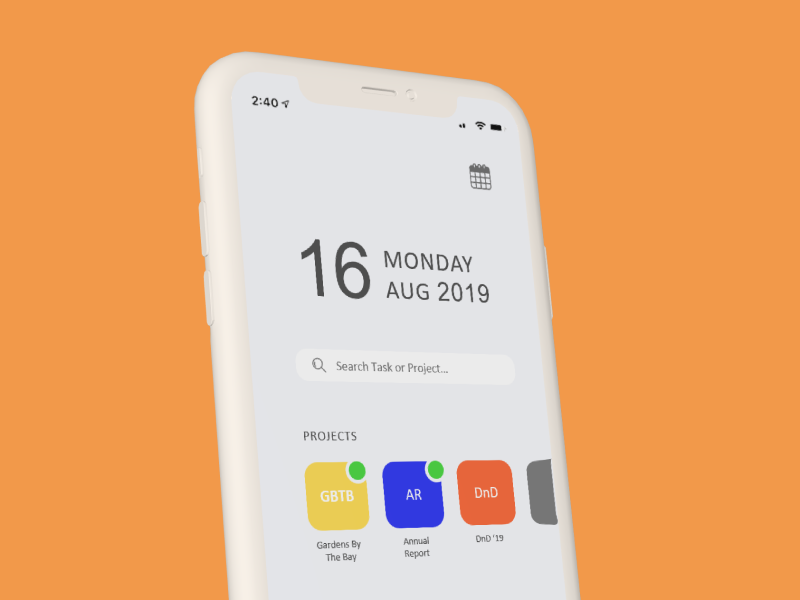 2:40
16
MONDAY
AUG 2019
Search Task or Project...
PROJECTS
GBTB
AR
DnD
Gardens By
The Bay
Annual
Report
DnD '19